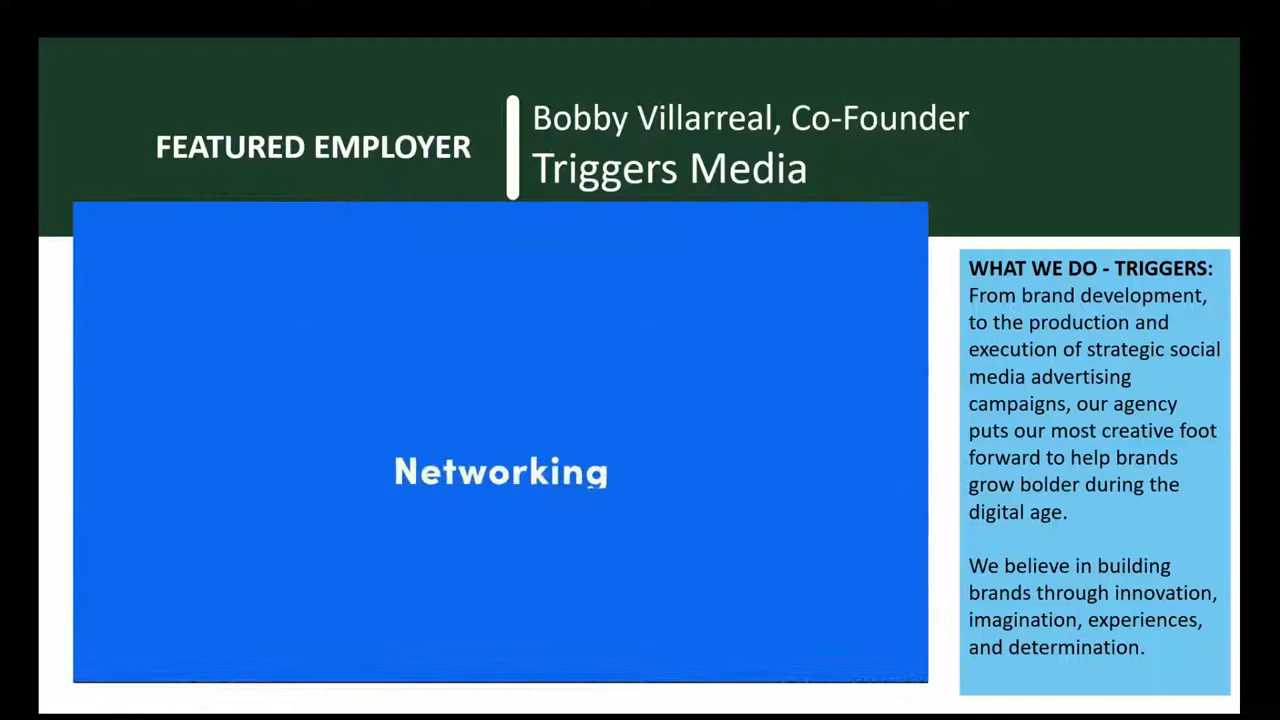 FEATURED EMPLOYER
Bobby Villarreal, Co-Founder
Triggers Media
Networking
WHAT WE DO - TRIGGERS:
From brand development,
to the production and
execution of strategic social
media advertising
campaigns, our agency
puts our most creative foot
forward to help brands
grow bolder during the
digital age.
We believe in building
brands through innovation,
imagination, experiences,
and determination.